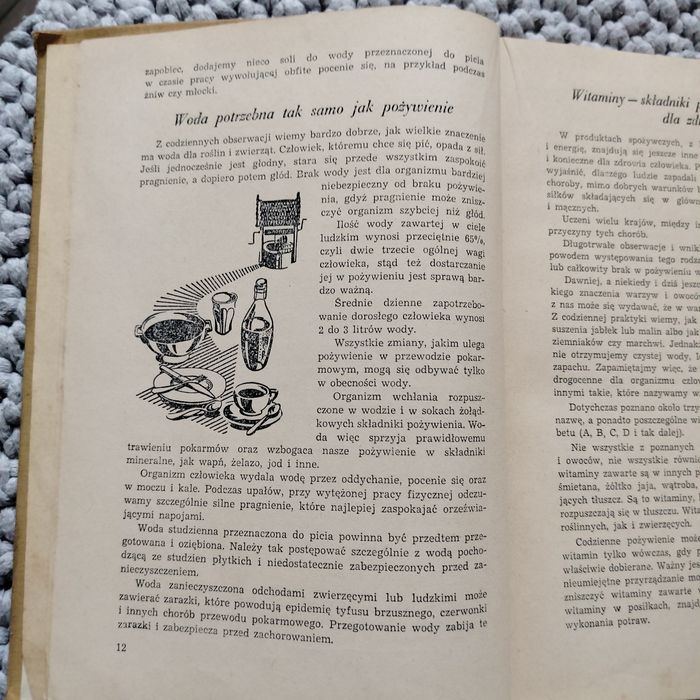 zapobiec, dodajemy nieco soli do wody przeznaczonej do picia
w czasie pracy wywołującej obfite pocenie się, na przykład podczas
żniw czy młocki.
Woda potrzebna tak samo jak pożywienie
Z codziennych obserwacji wiemy bardzo dobrze, jak wielkie znaczenie
ma woda dla roślin i zwierząt. Człowiek, któremu chce się pić, opada z sił.
Jeśli jednocześnie jest głodny, stara się przede wszystkim zaspokoić
pragnienie, a dopiero potem głód. Brak wody jest dla organizmu bardziej
niebezpieczny od braku pożywie-
nia, gdyż pragnienie może znisz-
czyć organizm szybciej niż głód.
Ilość wody zawartej w ciele
ludzkim wynosi przeciętnie 65%,
czyli dwie trzecie ogólnej wagi
człowieka, stąd też dostarczanie
jej w pożywieniu jest sprawą bar-
dzo ważną.
Średnie dzienne zapotrzebo-
wanie dorosłego człowieka wynosi
2 do 3 litrów wody.
Wszystkie zmiany, jakim ulega
pożywienie w przewodzie pokar-
mowym, mogą się odbywać tylko
w obecności wody.
Organizm wchłania rozpusz-
czone w wodzie i w sokach żołąd-
kowych składniki pożywienia. Wo-
da więc sprzyja prawidłowemu
trawieniu pokarmów oraz wzbogaca nasze pożywienie w składniki
mineralne, jak wapń, żelazo, jod i inne.
Organizm człowieka wydala wodę przez oddychanie, pocenie się oraz
w moczu i kale. Podczas upałów, przy wytężonej pracy fizycznej odczu-
wamy szczególnie silne pragnienie, które najlepiej zaspokajać orzeźwia-
jącymi napojami.
Woda studzienna przeznaczona do picia powinna być przedtem prze-
gotowana i oziębiona. Należy tak postępować szczególnie z wodą pocho-
dzącą ze studzien płytkich i niedostatecznie zabezpieczonych przed za-
nieczyszczeniem.
Woda zanieczyszczona odchodami zwierzęcymi lub ludzkimi może
zawierać zarazki, które powodują epidemię tyfusu brzusznego, czerwonki
i innych chorób przewodu pokarmowego. Przegotowanie wody zabija te
zarazki i zabezpiecza przed zachorowaniem.
12
Witaminy — składniki
dla
W produktach spożywczych, z
i energię, znajdują się jeszcze inne
i konieczne dla zdrowia człowieka.
wyjaśnić, dlaczego ludzie zapadali
choroby, mimo dobrych warunków
siłków składających się w głów
i mącznych.
Uczeni wielu krajów, między
przyczyny tych chorób.
Długotrwałe obserwacje i wnik
powodem występowania tego rodza
lub całkowity brak w pożywieniu
Dawniej, a niekiedy i dziś jeszc
kiego znaczenia warzyw i owoc
z nas może się wydawać, że w wa
Z codziennej praktyki wiemy, jak
suszenia jabłek lub malin albo jak
ziemniaków czy marchwi. Jednak
nie otrzymujemy czystej wody,
zapachu. Zapamiętajmy więc, że
drogocenne dla organizmu człow
innymi takie, które nazywamy w
Dotychczas poznano około trzy
nazwę, a ponadto poszczególne wi
betu (A, B, C, D i tak dalej).
Nie wszystkie z poznanych
i owoców, nie wszystkie równie
witaminy zawarte są w innych p
śmietana, żółtko jaja, wątroba,
jących tłuszcz. Są to witaminy,
rozpuszczają się w tłuszczu. Wita
roślinnych, jak i zwierzęcych.
Codzienne pożywienie może
witamin tylko wówczas, gdy p
właściwie dobierane. Ważny jes
nieumiejętne przyrządzanie
zniszczyć witaminy zawarte w
witaminy w posiłkach, znajd
wykonania potraw.